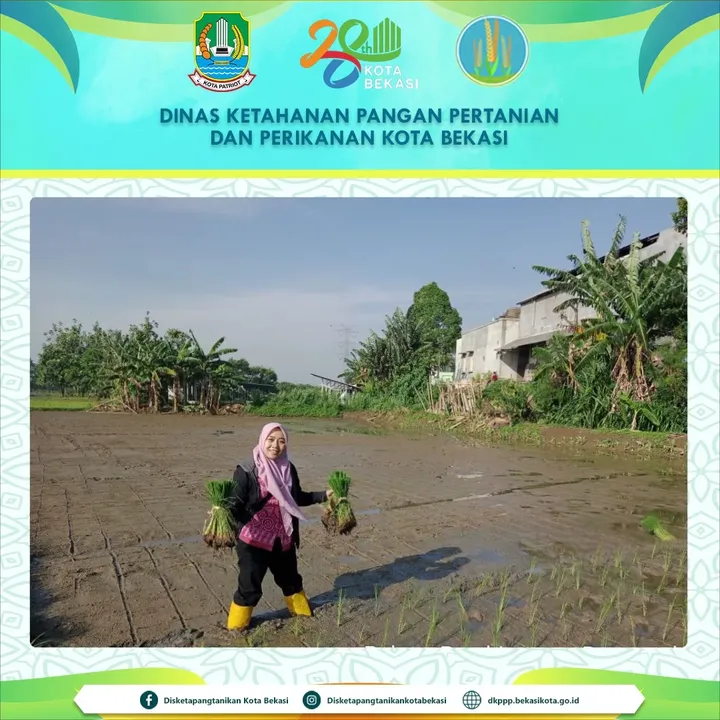 KOTA PATRIOT
28th
KOTA
BEKASI
DINAS KETAHANAN PANGAN PERTANIAN
DAN PERIKANAN KOTA BEKASI
Disketapangtanikan Kota Bekasi
Disketapangtanikankotabekasi
dkppp.bekasikota.go.id